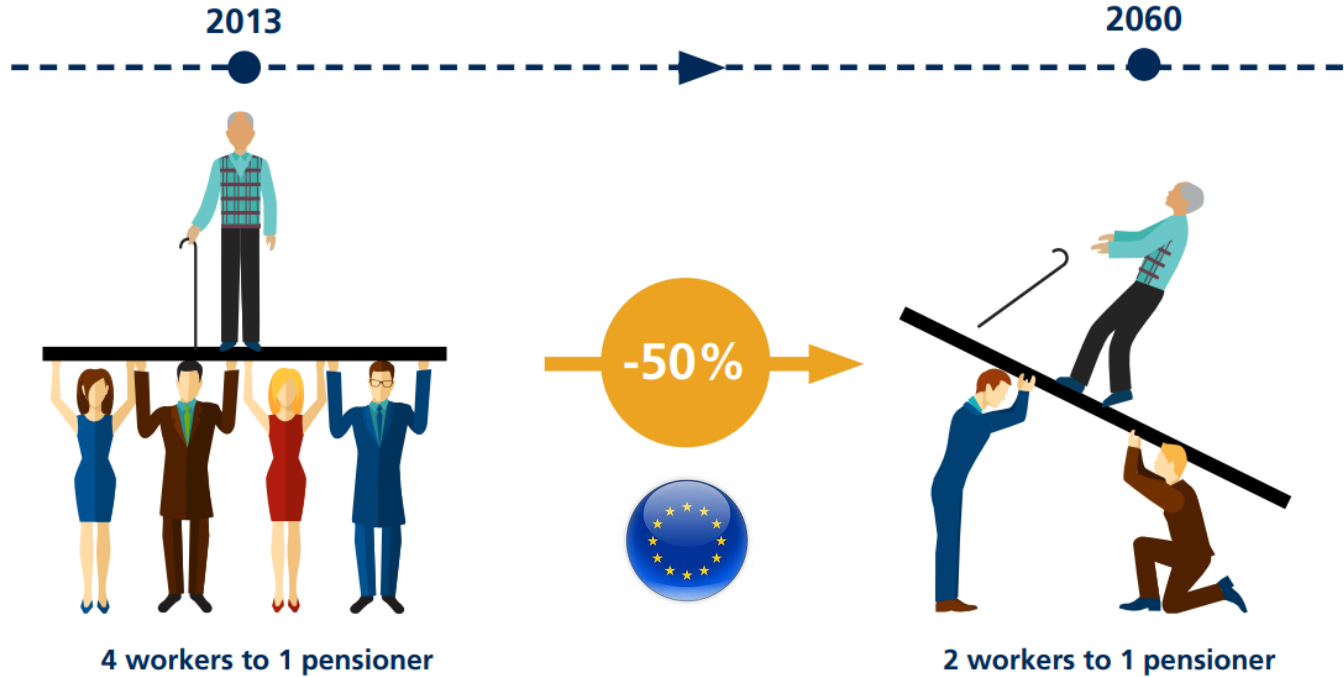 2013
2060
-50%
4 workers to 1 pensioner
2 workers to 1 pensioner